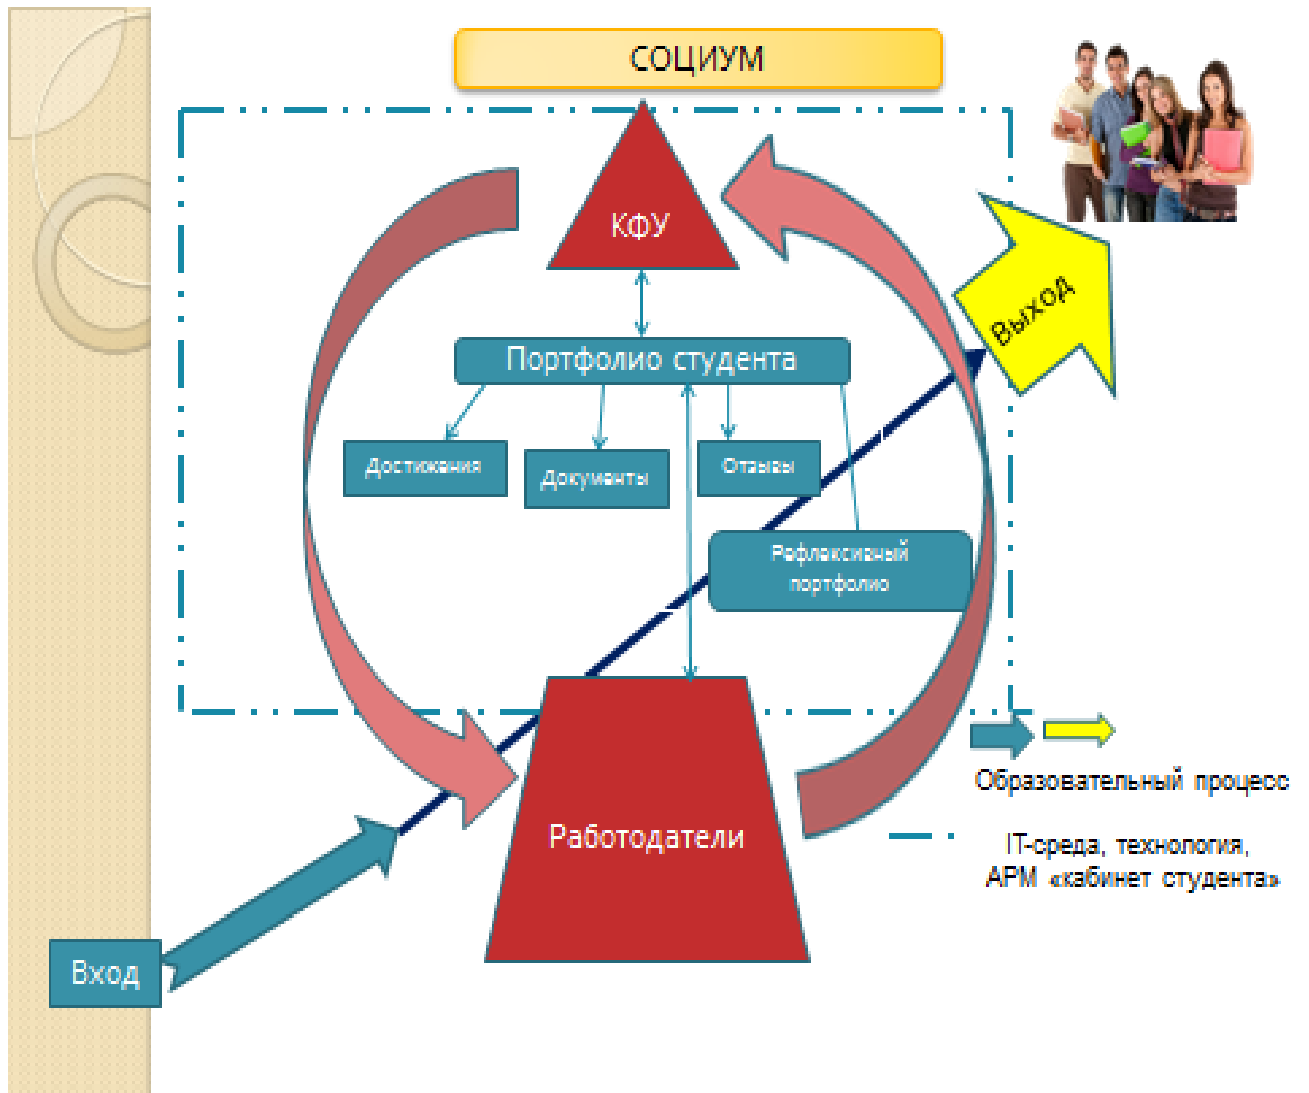 СОЦИУМ
КФУ
Выход
Портфолио студента
Достижения
Документы
Отзывы
Рефлексивный
портфолио
Образовательный процесс
Работодатели
IT-среда, технология,
АРМ «кабинет студента»
Вход